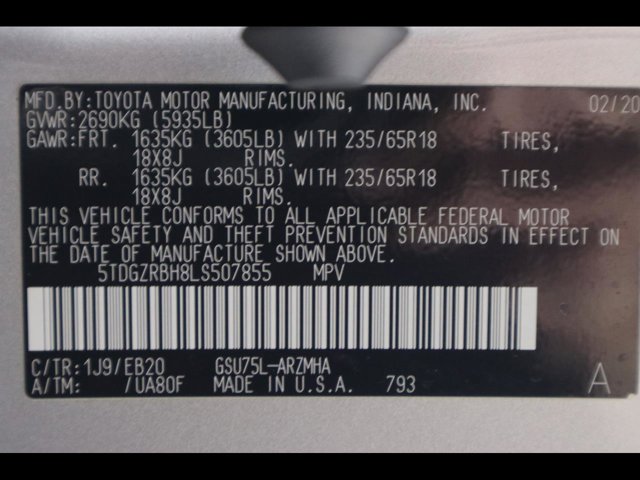 MFD.BY:TOYOTA MOTOR MANUFACTURING, INDIANA, INC. 02/20
GVWR:2690KG (5935LB)
GAWR:FRT. 1635KG (3605LB) WITH 235/65R18 TIRES,
18X8J RIMS.
RR. 1635KG (3605LB) WITH 235/65R18 TIRES,
18X8J RIMS.
THIS VEHICLE CONFORMS TO ALL APPLICABLE FEDERAL MOTOR
VEHICLE SAFETY AND THEFT PREVENTION STANDARDS IN EFFECT ON
THE DATE OF MANUFACTURE SHOWN ABOVE.
5TDGZRBH8LS507855 MPV
C/TR:1J9/EB20 GSU75L-ARZMHA
A/TM: /UA80F MADE IN U.S.A. 793 A